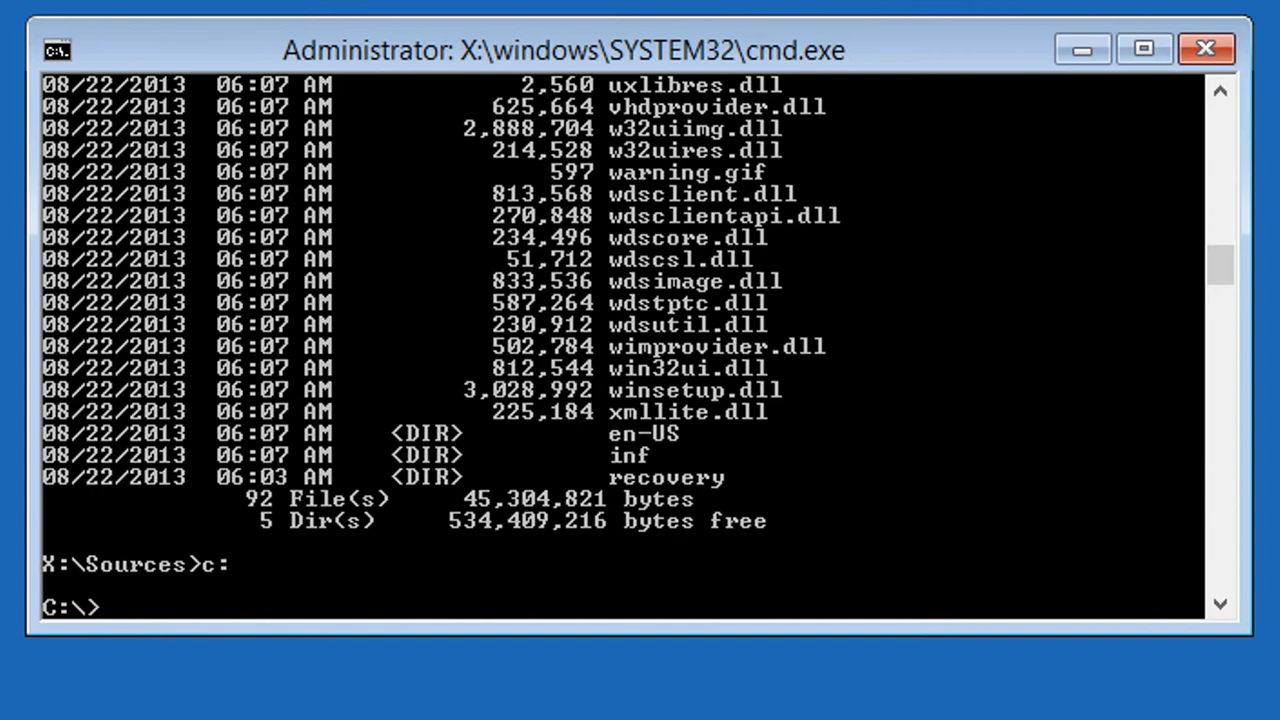 C:\.
Administrator: X:\windows\SYSTEM32\cmd.exe
08/22/2013 06:07 AM 2,560 uxlibres.dll
08/22/2013 06:07 AM 625,664 vhdprovider.dll
08/22/2013 06:07 AM 2,888,704 w32uiimg.dll
08/22/2013 06:07 AM 214,528 w32uires.dll
08/22/2013 06:07 AM 597 warning.gif
08/22/2013 06:07 AM 813,568 wdsclient.dll
08/22/2013 06:07 AM 270,848 wdsclientapi.dll
08/22/2013 06:07 AM 234,496 wdscore.dll
08/22/2013 06:07 AM 51,712 wdscsl.dll
08/22/2013 06:07 AM 833,536 wdsimage.dll
08/22/2013 06:07 AM 587,264 wdstptc.dll
08/22/2013 06:07 AM 230,912 wdsutil.dll
08/22/2013 06:07 AM 502,784 wimprovider.dll
08/22/2013 06:07 AM 812,544 win32ui.dll
08/22/2013 06:07 AM 3,028,992 winsetup.dll
08/22/2013 06:07 AM 225,184 xmllite.dll
08/22/2013 06:07 AM <DIR> en-US
08/22/2013 06:07 AM <DIR> inf
08/22/2013 06:03 AM <DIR> recovery
92 File(s) 45,304,821 bytes
5 Dir(s) 534,409,216 bytes free
X:\Sources>c:
C:\>